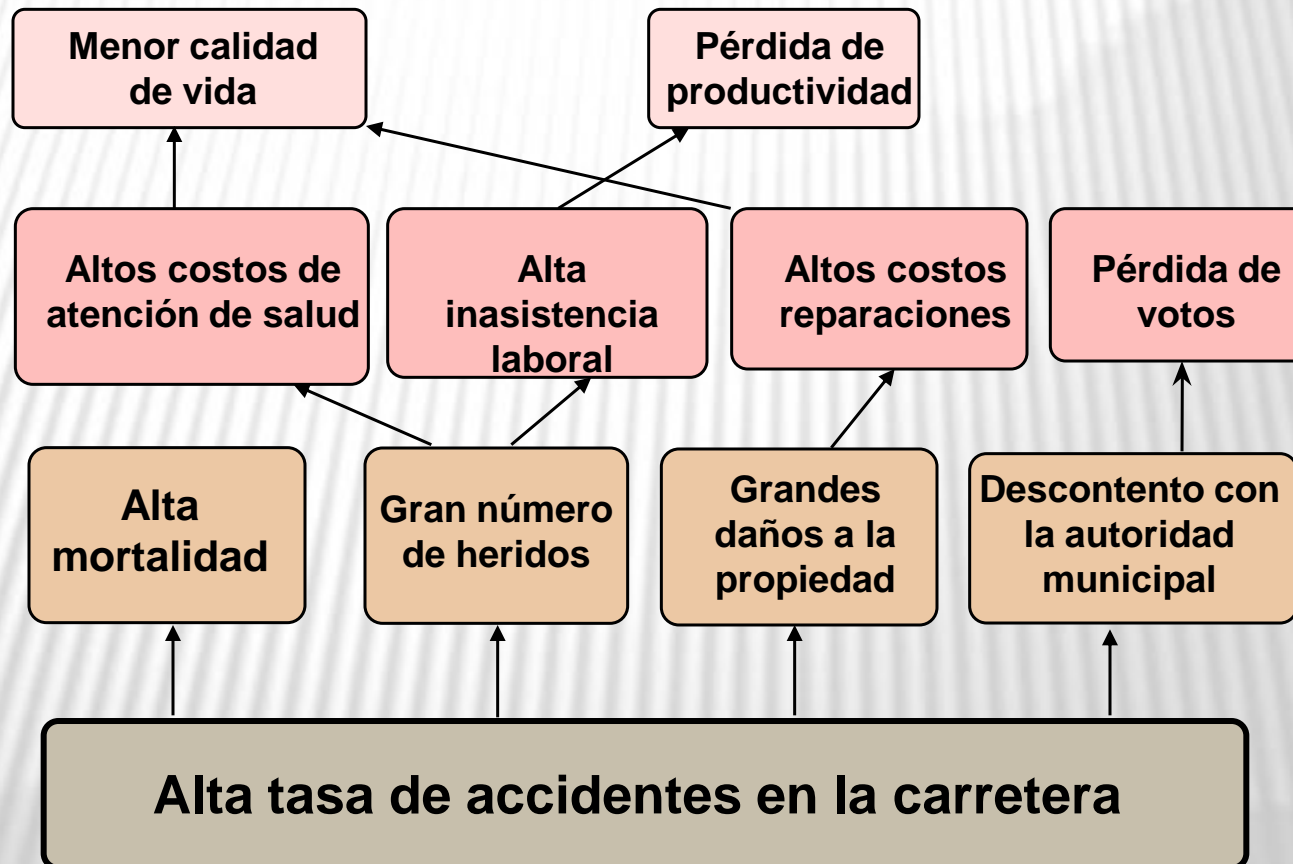 Menor calidad
de vida
Pérdida de
productividad
Altos costos de
atención de salud
Alta
inasistencia
laboral
Altos costos
reparaciones
Pérdida de
votos
Alta
mortalidad
Gran número
de heridos
Grandes
daños a la
propiedad
Descontento con
la autoridad
municipal
Alta tasa de accidentes en la carretera